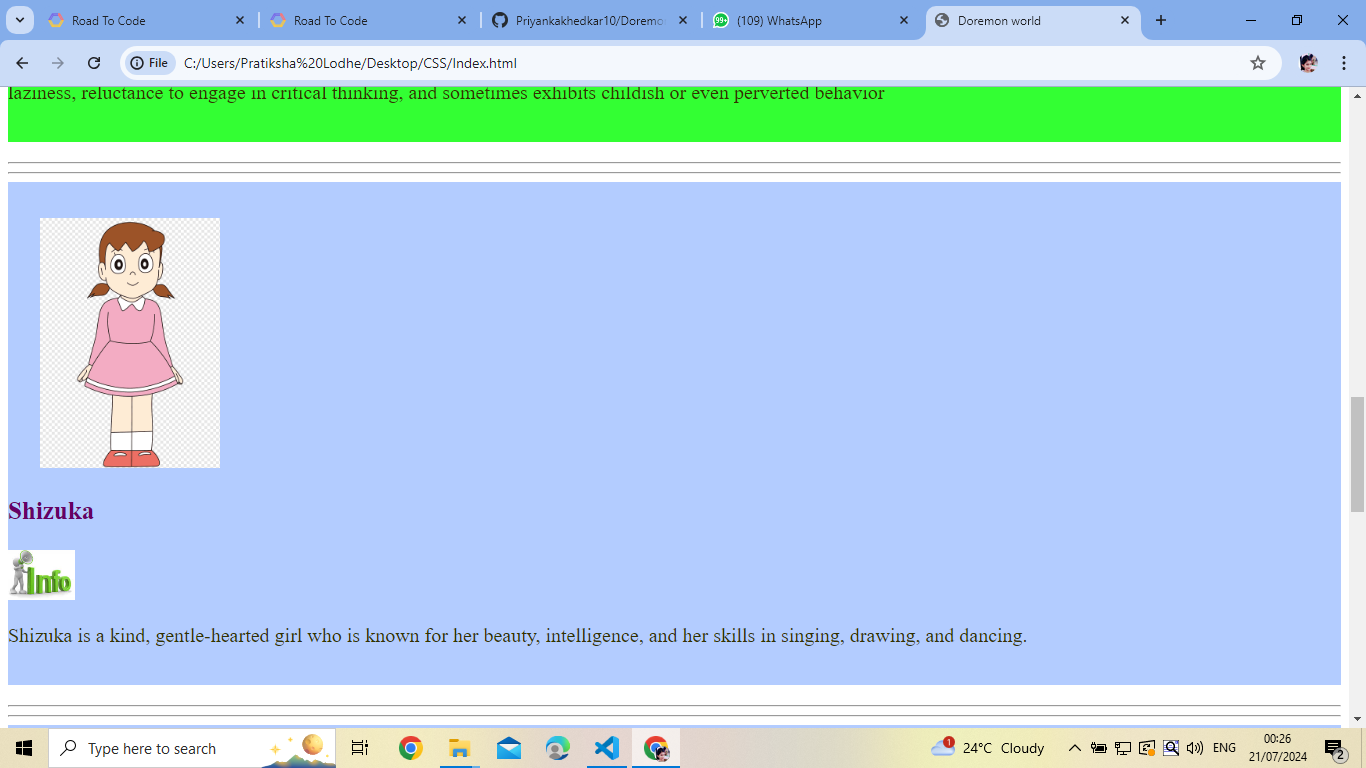 Road To Code
Road To Code
Priyankakhedkar10/Doremo
99+
(109) WhatsApp
Doremon world
File
C:/Users/Pratiksha%20Lodhe/Desktop/CSS/Index.html
laziness, reluctance to engage in critical thinking, and sometimes exhibits childish or even perverted behavior
Shizuka
Info
Shizuka is a kind, gentle-hearted girl who is known for her beauty, intelligence, and her skills in singing, drawing, and dancing.
Type here to search
1
24°C Cloudy
ENG
00:26
21/07/2024
2